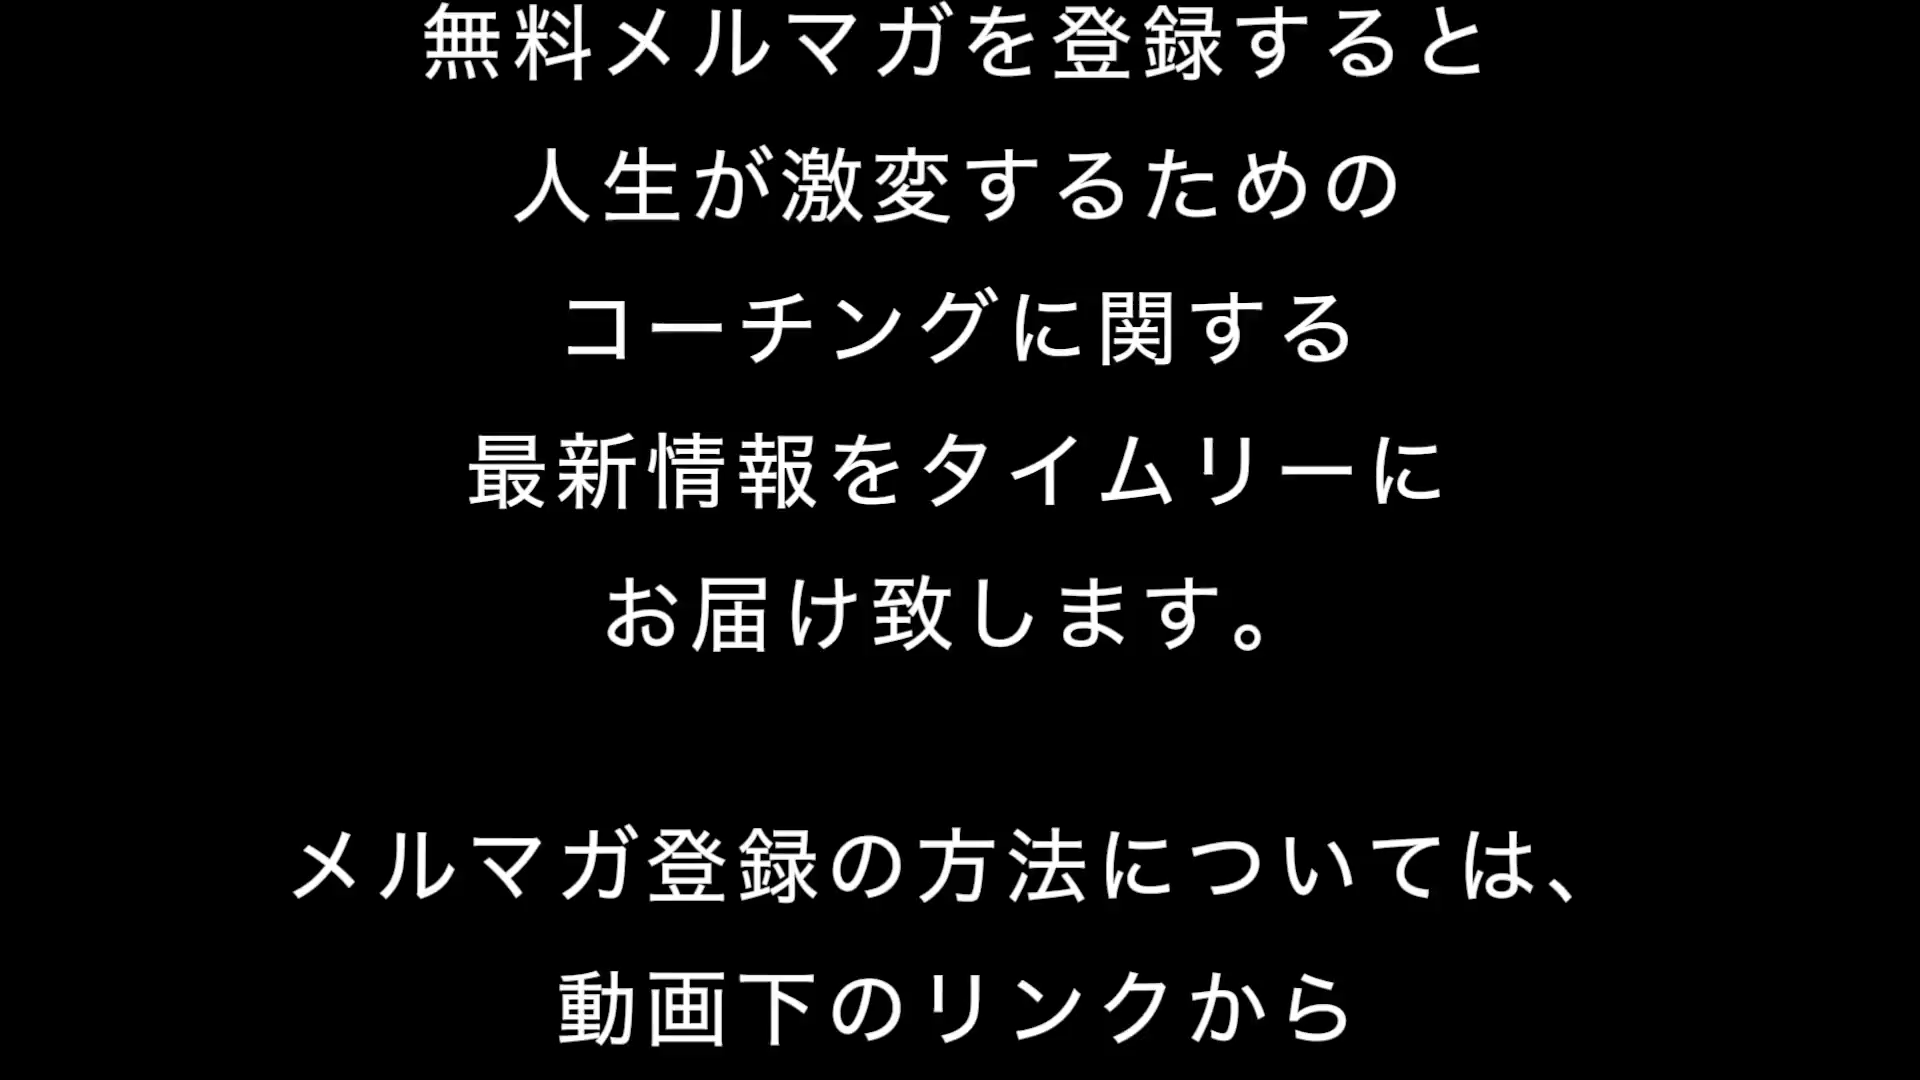 無料メルマガを登録すると
人生が激変するための
コーチングに関する
最新情報をタイムリーに
お届け致します。
メルマガ登録の方法については、
動画下のリンクから